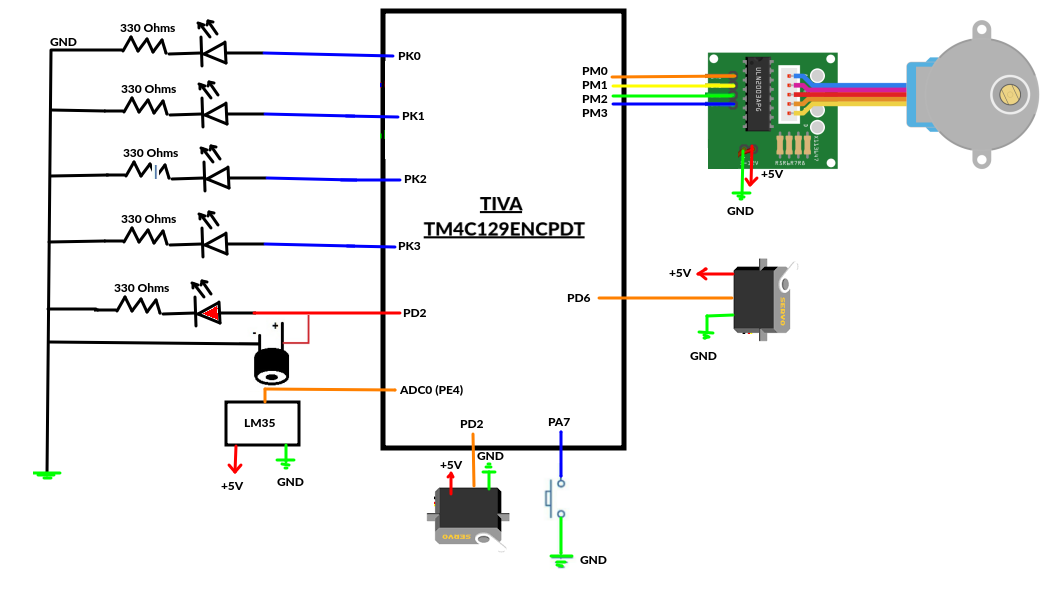 330 Ohms
GND
PK0
330 Ohms
PK1
330 Ohms
PK2
330 Ohms
PK3
330 Ohms
PD2
-
+
ADC0 (PE4)
LM35
+5V
GND
TIVA
TM4C129ENCPDT
PM0
PM1
PM2
PM3
ULN2003APG
+5V
GND
PD6
+5V
SERVO
GND
PD2
PA7
+5V
GND
SERVO
GND